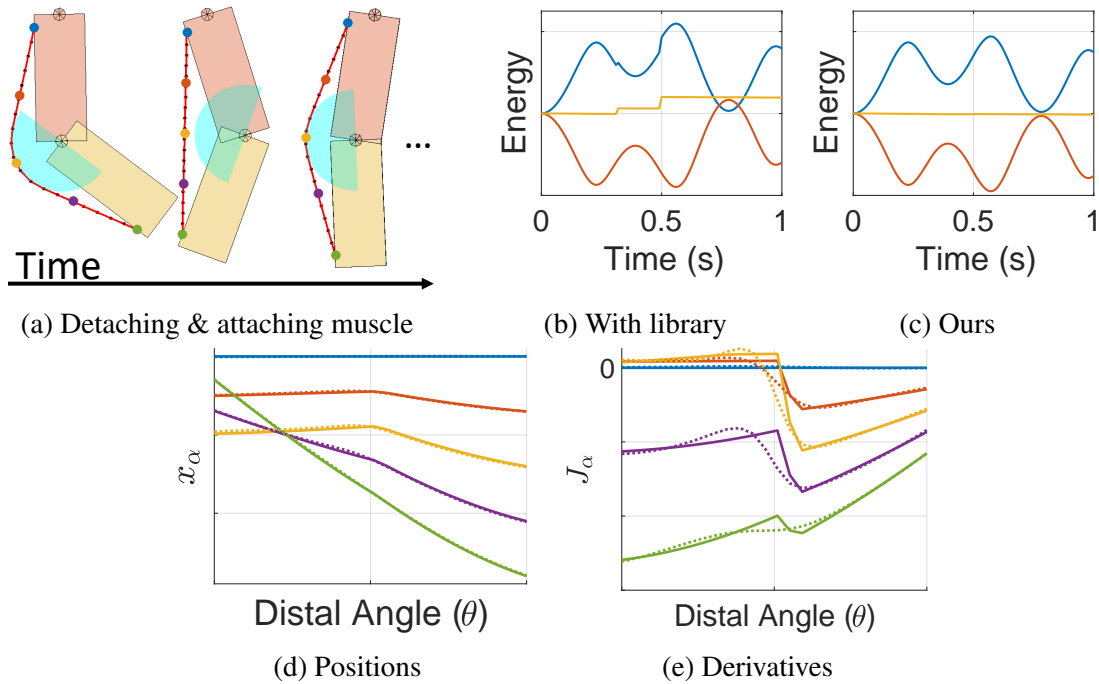 ...
Time
(a) Detaching & attaching muscle
Energy
0
0.5
1
Time (s)
(b) With library
Energy
0
0.5
1
Time (s)
(c) Ours
xα
Distal Angle (θ)
(d) Positions
0
Jα
Distal Angle (θ)
(e) Derivatives